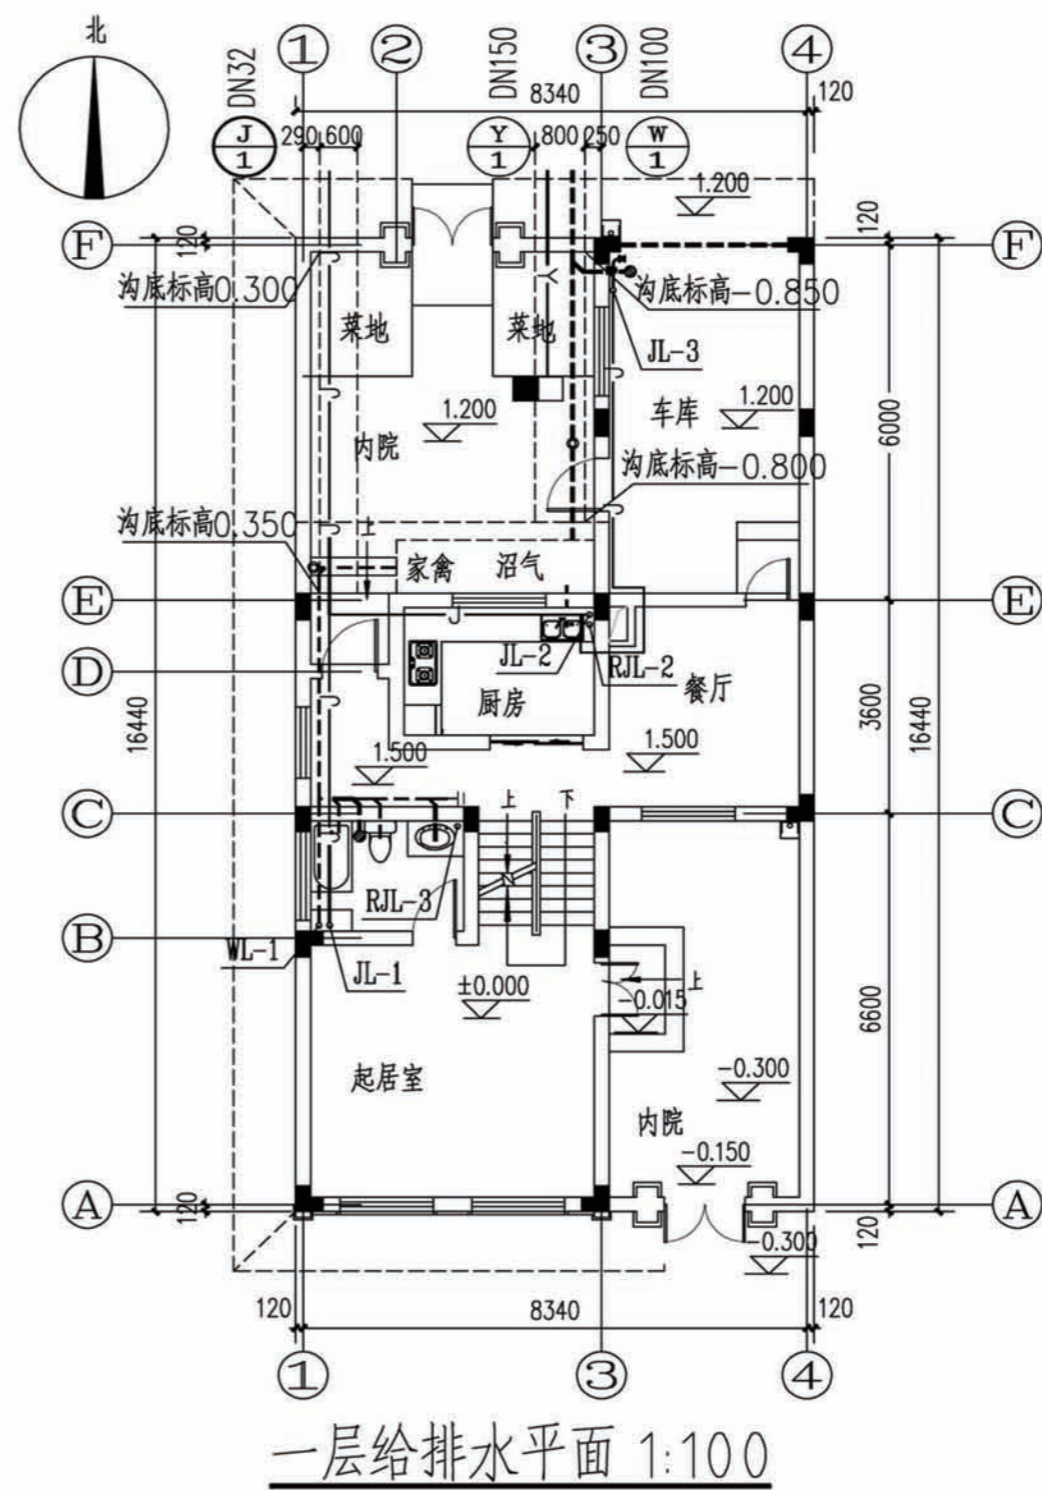 北
① ② ③ ④
DN32
DN150
DN100
8340
120
J
1
290 600
Y
1
800 250
W
1
1.200
120
120
F
F
沟底标高0.300
沟底标高-0.850
菜地
菜地
Y
JL-3
1.200
车库
1.200
6000
内院
沟底标高-0.800
沟底标高0.350
上
家禽
沼气
E
E
J
JL-2
RJL-2
D
餐厅
厨房
16440
3600
16440
1.500
1.500
C
C
上
下
RJL-3
B
WL-1
JL-1
±0.000
上
-0.015
6600
起居室
-0.300
内院
-0.150
A
A
120
120
-0.300
120
8340
120
① ③ ④
一层给排水平面 1:100